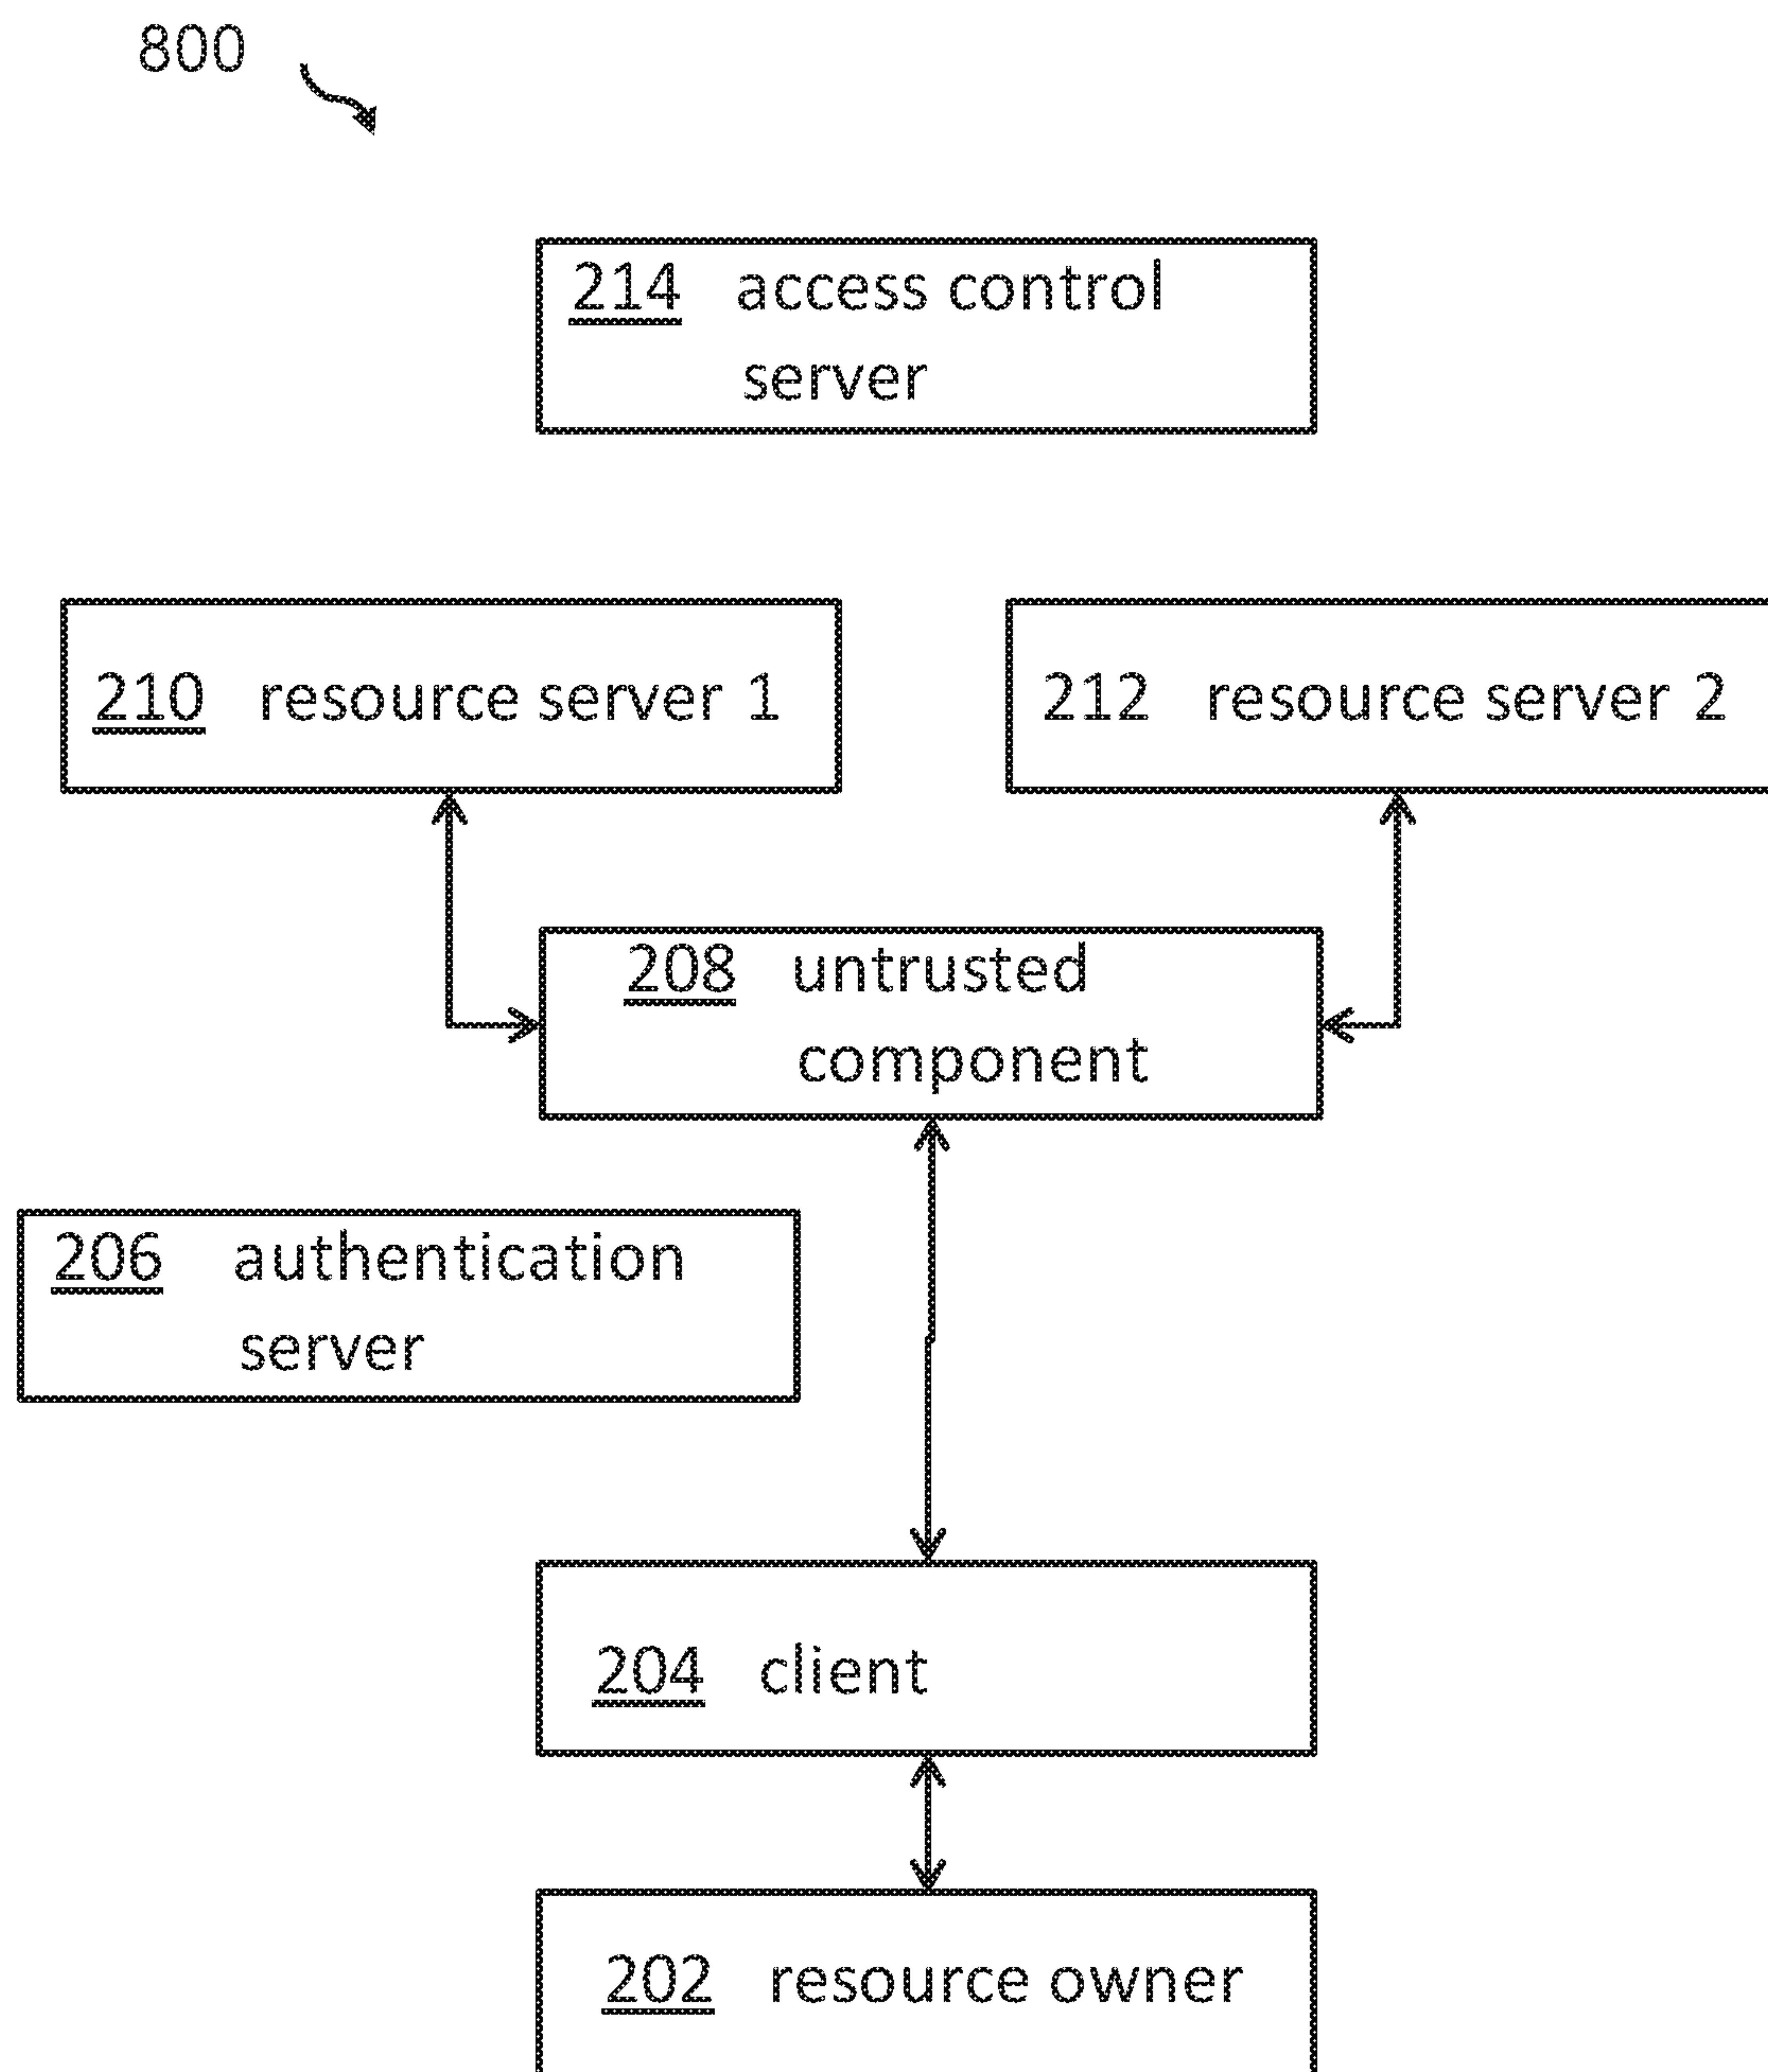 800
214 access control
server
210 resource server 1
212 resource server 2
208 untrusted
component
206 authentication
server
204 client
202 resource owner